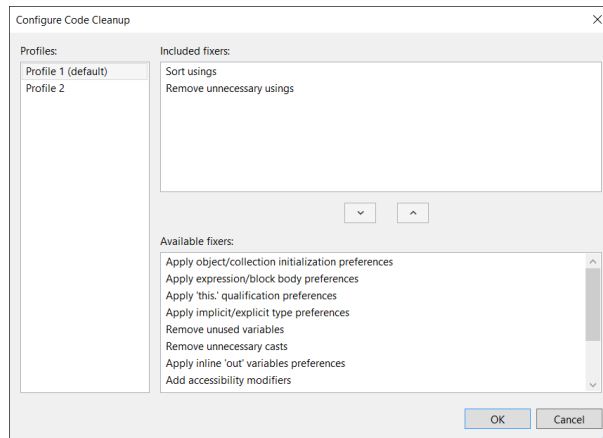 Configure Code Cleanup
Profiles:
Profile 1 (default)
Profile 2
Included fixers:
Sort usings
Remove unnecessary usings
Available fixers:
Apply object/collection initialization preferences
Apply expression/block body preferences
Apply 'this.' qualification preferences
Apply implicit/explicit type preferences
Remove unused variables
Remove unnecessary casts
Apply inline 'out' variables preferences
Add accessibility modifiers
OK
Cancel